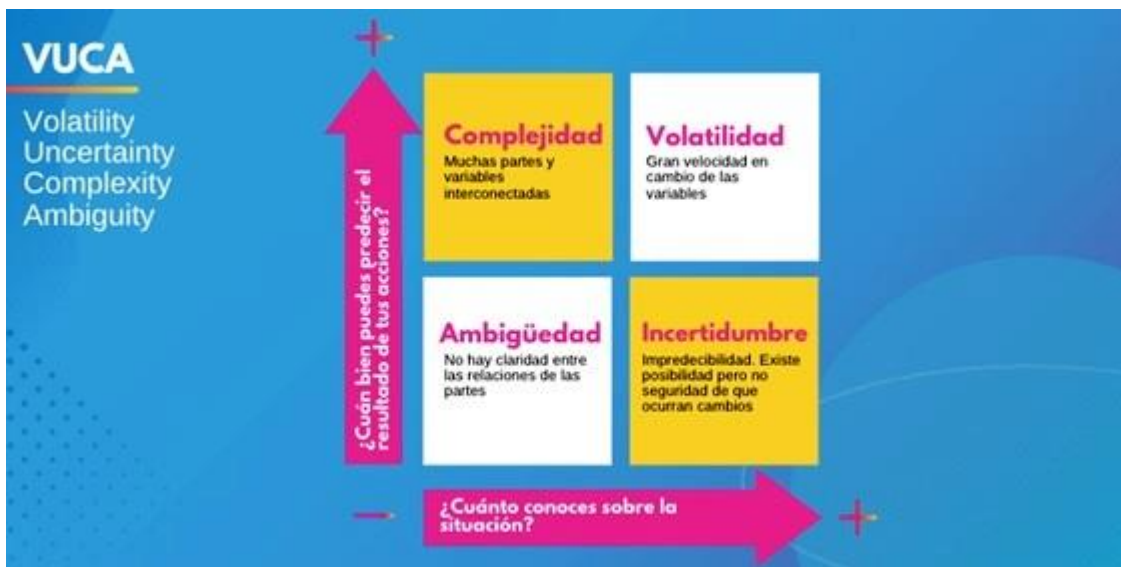 VUCA
Volatility
Uncertainty
Complexity
Ambiguity
+
¿Cuán bien puedes predecir el
resultado de tus acciones?
Complejidad
Muchas partes y
variables
interconectadas
Volatilidad
Gran velocidad en
cambio de las
variables
Ambigüedad
No hay claridad entre
las relaciones de las
partes
Incertidumbre
Impredecibilidad. Existe
posibilidad pero no
seguridad de que
ocurran cambios
-
¿Cuánto conoces sobre la
situación?
+